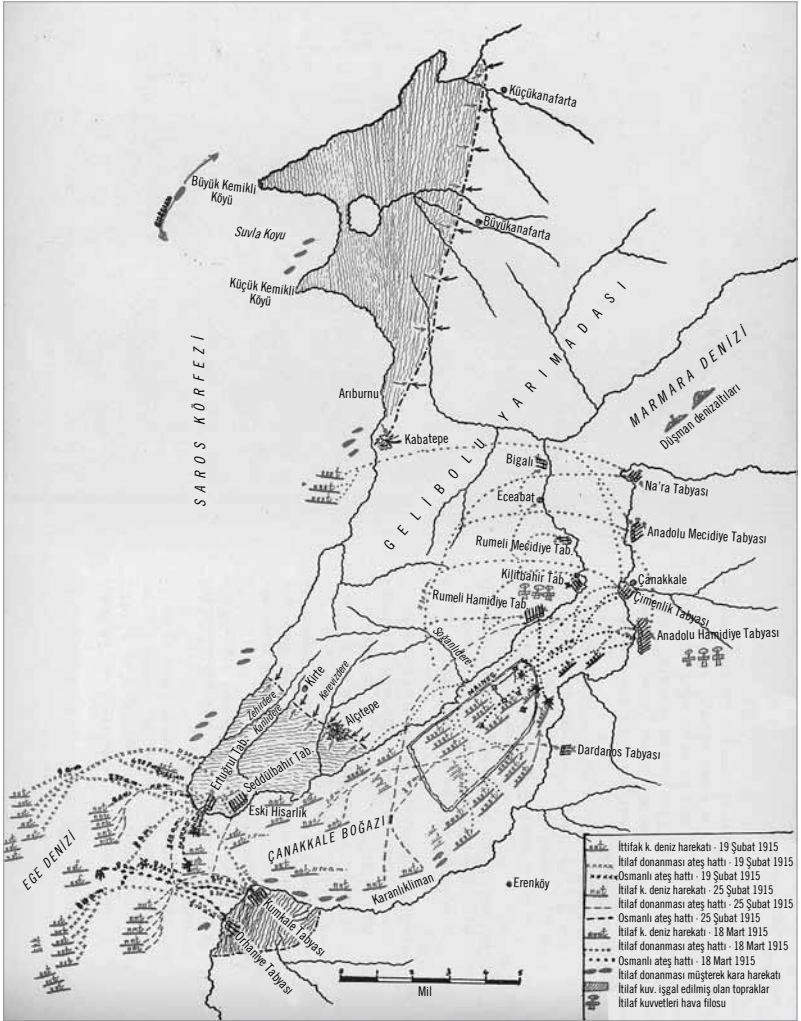 Küçükanafarta
Büyük Kemikli
Köyü
Suvla Koyu
Büyükanafarta
Küçük Kemikli
Köyü
SAROS KÖRFEZİ
GELİBOLU YARIMADASI
MARMARA DENİZİ
Düşman denizaltıları
Arıburnu
Kabatepe
Bigalı
Na'ra Tabyası
Eceabat
Anadolu Mecidiye Tabyası
Rumeli Mecidiye Tab.
Kilitbahir Tab.
Çanakkale
Çimenlik Tabyası
Rumeli Hamidiye Tab.
Anadolu Hamidiye Tabyası
Soğanlıdere
Kirte
Kerevizdere
Zehirdere
Kanlıdere
Alçıtepe
Dardanos Tabyası
Ertuğrul Tab.
Seddülbahir Tab.
Eski Hisarlık
ÇANAKKALE BOĞAZI
EGE DENİZİ
Karanlıkliman
Erenköy
Kumkale Tabyası
Orhaniye Tabyası
0 1 2 3 4 5
Mil
İttifak k. deniz harekatı - 19 Şubat 1915
İtilaf donanması ateş hattı - 19 Şubat 1915
Osmanlı ateş hattı - 19 Şubat 1915
İtilaf k. deniz harekatı - 25 Şubat 1915
İtilaf donanması ateş hattı - 25 Şubat 1915
Osmanlı ateş hattı - 25 Şubat 1915
İtilaf k. deniz harekatı - 18 Mart 1915
İtilaf donanması ateş hattı - 18 Mart 1915
Osmanlı ateş hattı - 18 Mart 1915
İtilaf donanması müşterek kara harekatı
İtilaf kuv. işgal edilmiş olan topraklar
İtilaf kuvvetleri hava filosu